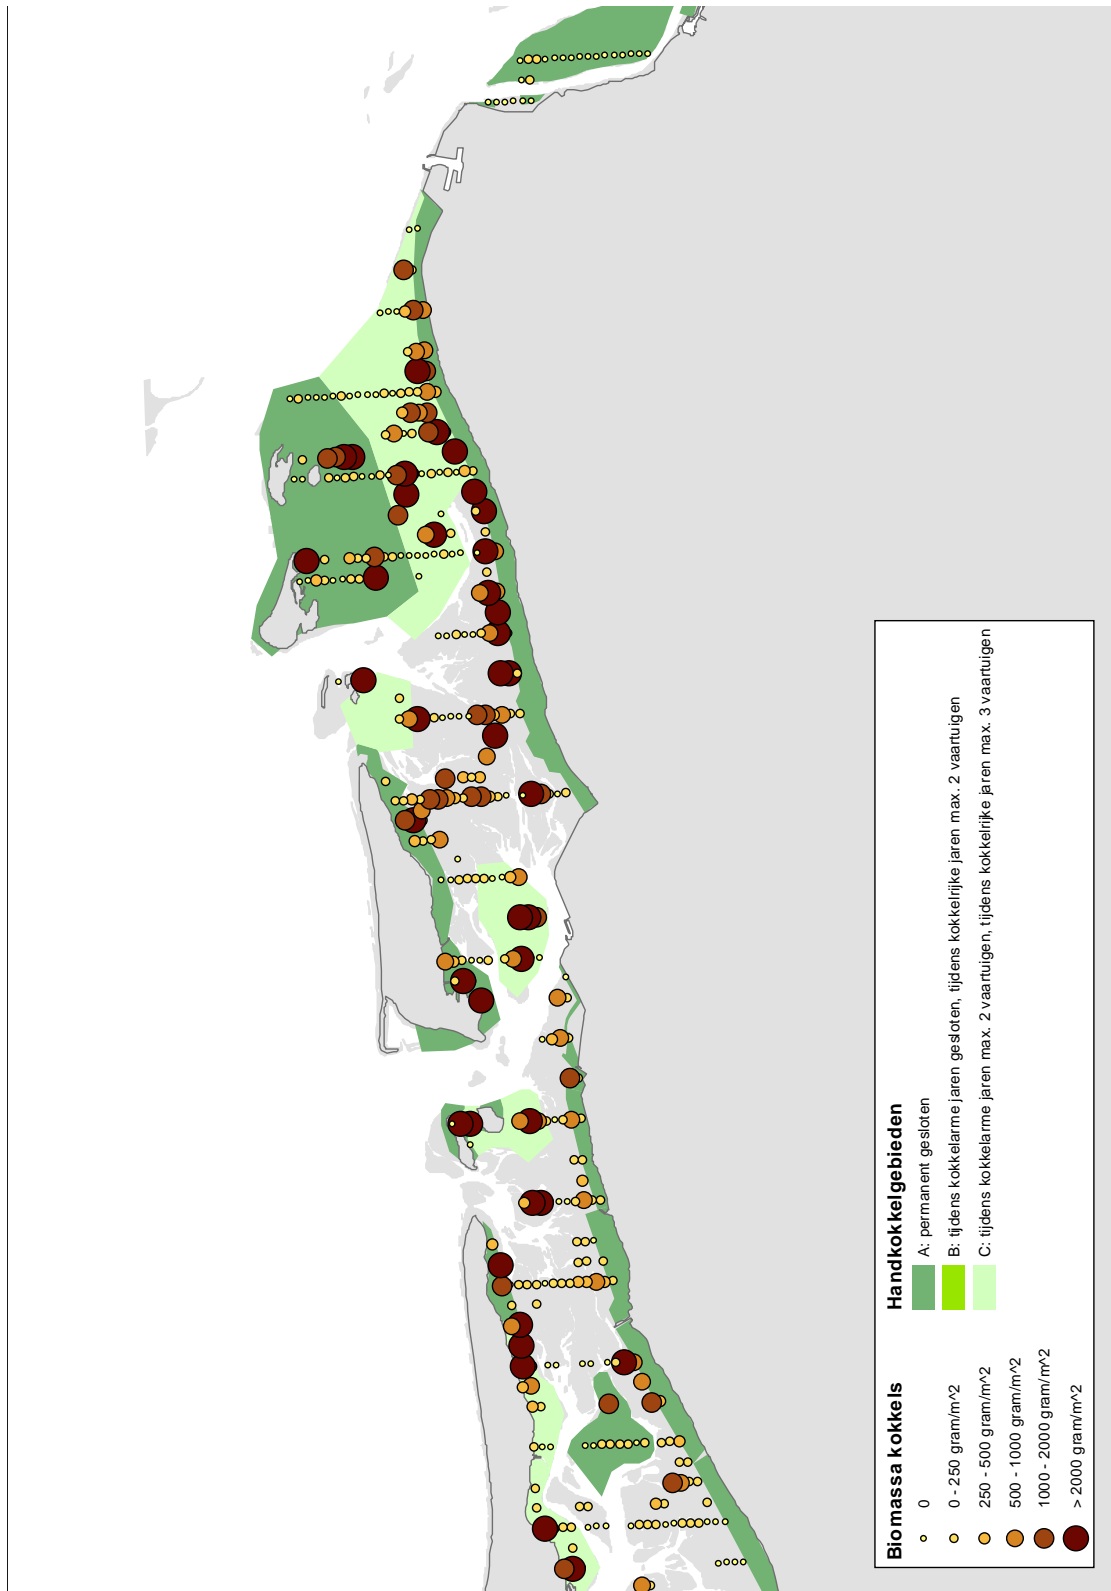 Biomassa kokkels
0
0 - 250 gram/m^2
250 - 500 gram/m^2
500 - 1000 gram/m^2
1000 - 2000 gram/m^2
> 2000 gram/m^2
Handkokkelgebieden
A: permanent gesloten
B: tijdens kokkelarme jaren gesloten, tijdens kokkelrijke jaren max. 2 vaartuigen
C: tijdens kokkelarme jaren max. 2 vaartuigen, tijdens kokkelrijke jaren max. 3 vaartuigen